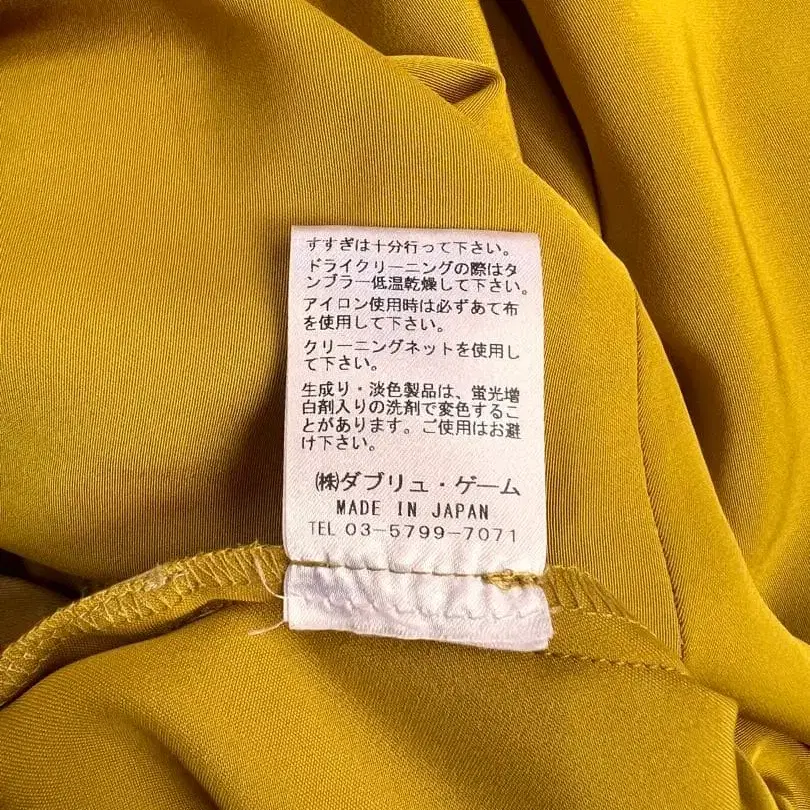 すすぎは十分行って下さい。
ドライクリーニングの際はタ
ンブラー低温乾燥して下さい。
アイロン使用時は必ずあて布
を使用して下さい。
クリーニングネットを使用し
て下さい。
生成り・淡色製品は、蛍光増
白剤入りの洗剤で変色するこ
とがあります。ご使用はお避
け下さい。
㈱ダブリュ・ゲーム
MADE IN JAPAN
TEL 03-5799-7071